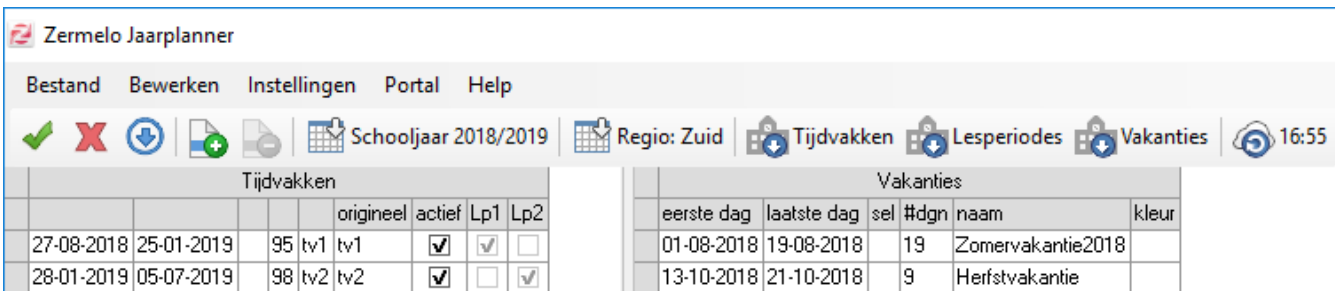 Zermelo Jaarplanner
Bestand Bewerken Instellingen Portal Help
Schooljaar 2018/2019 Regio: Zuid Tijdvakken Lesperiodes Vakanties 16:55
Tijdvakken Vakanties
origineel actief Lp1 Lp2 eerste dag laatste dag sel #dgn naam kleur
27-08-2018 25-01-2019 95 tv1 tv1 01-08-2018 19-08-2018 19 Zomervakantie2018
28-01-2019 05-07-2019 98 tv2 tv2 13-10-2018 21-10-2018 9 Herfstvakantie